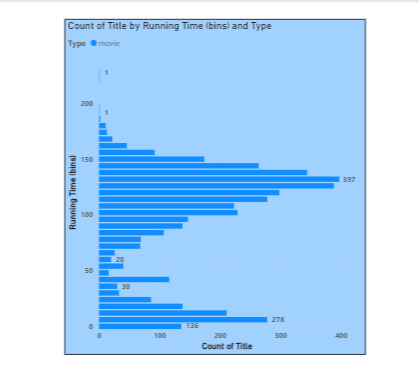 Count of Title by Running Time (bins) and Type
Type movie
1
200
1
150
397
100
50
20
30
278
0
136
0 100 200 300 400
Running Time (bins)
Count of Title